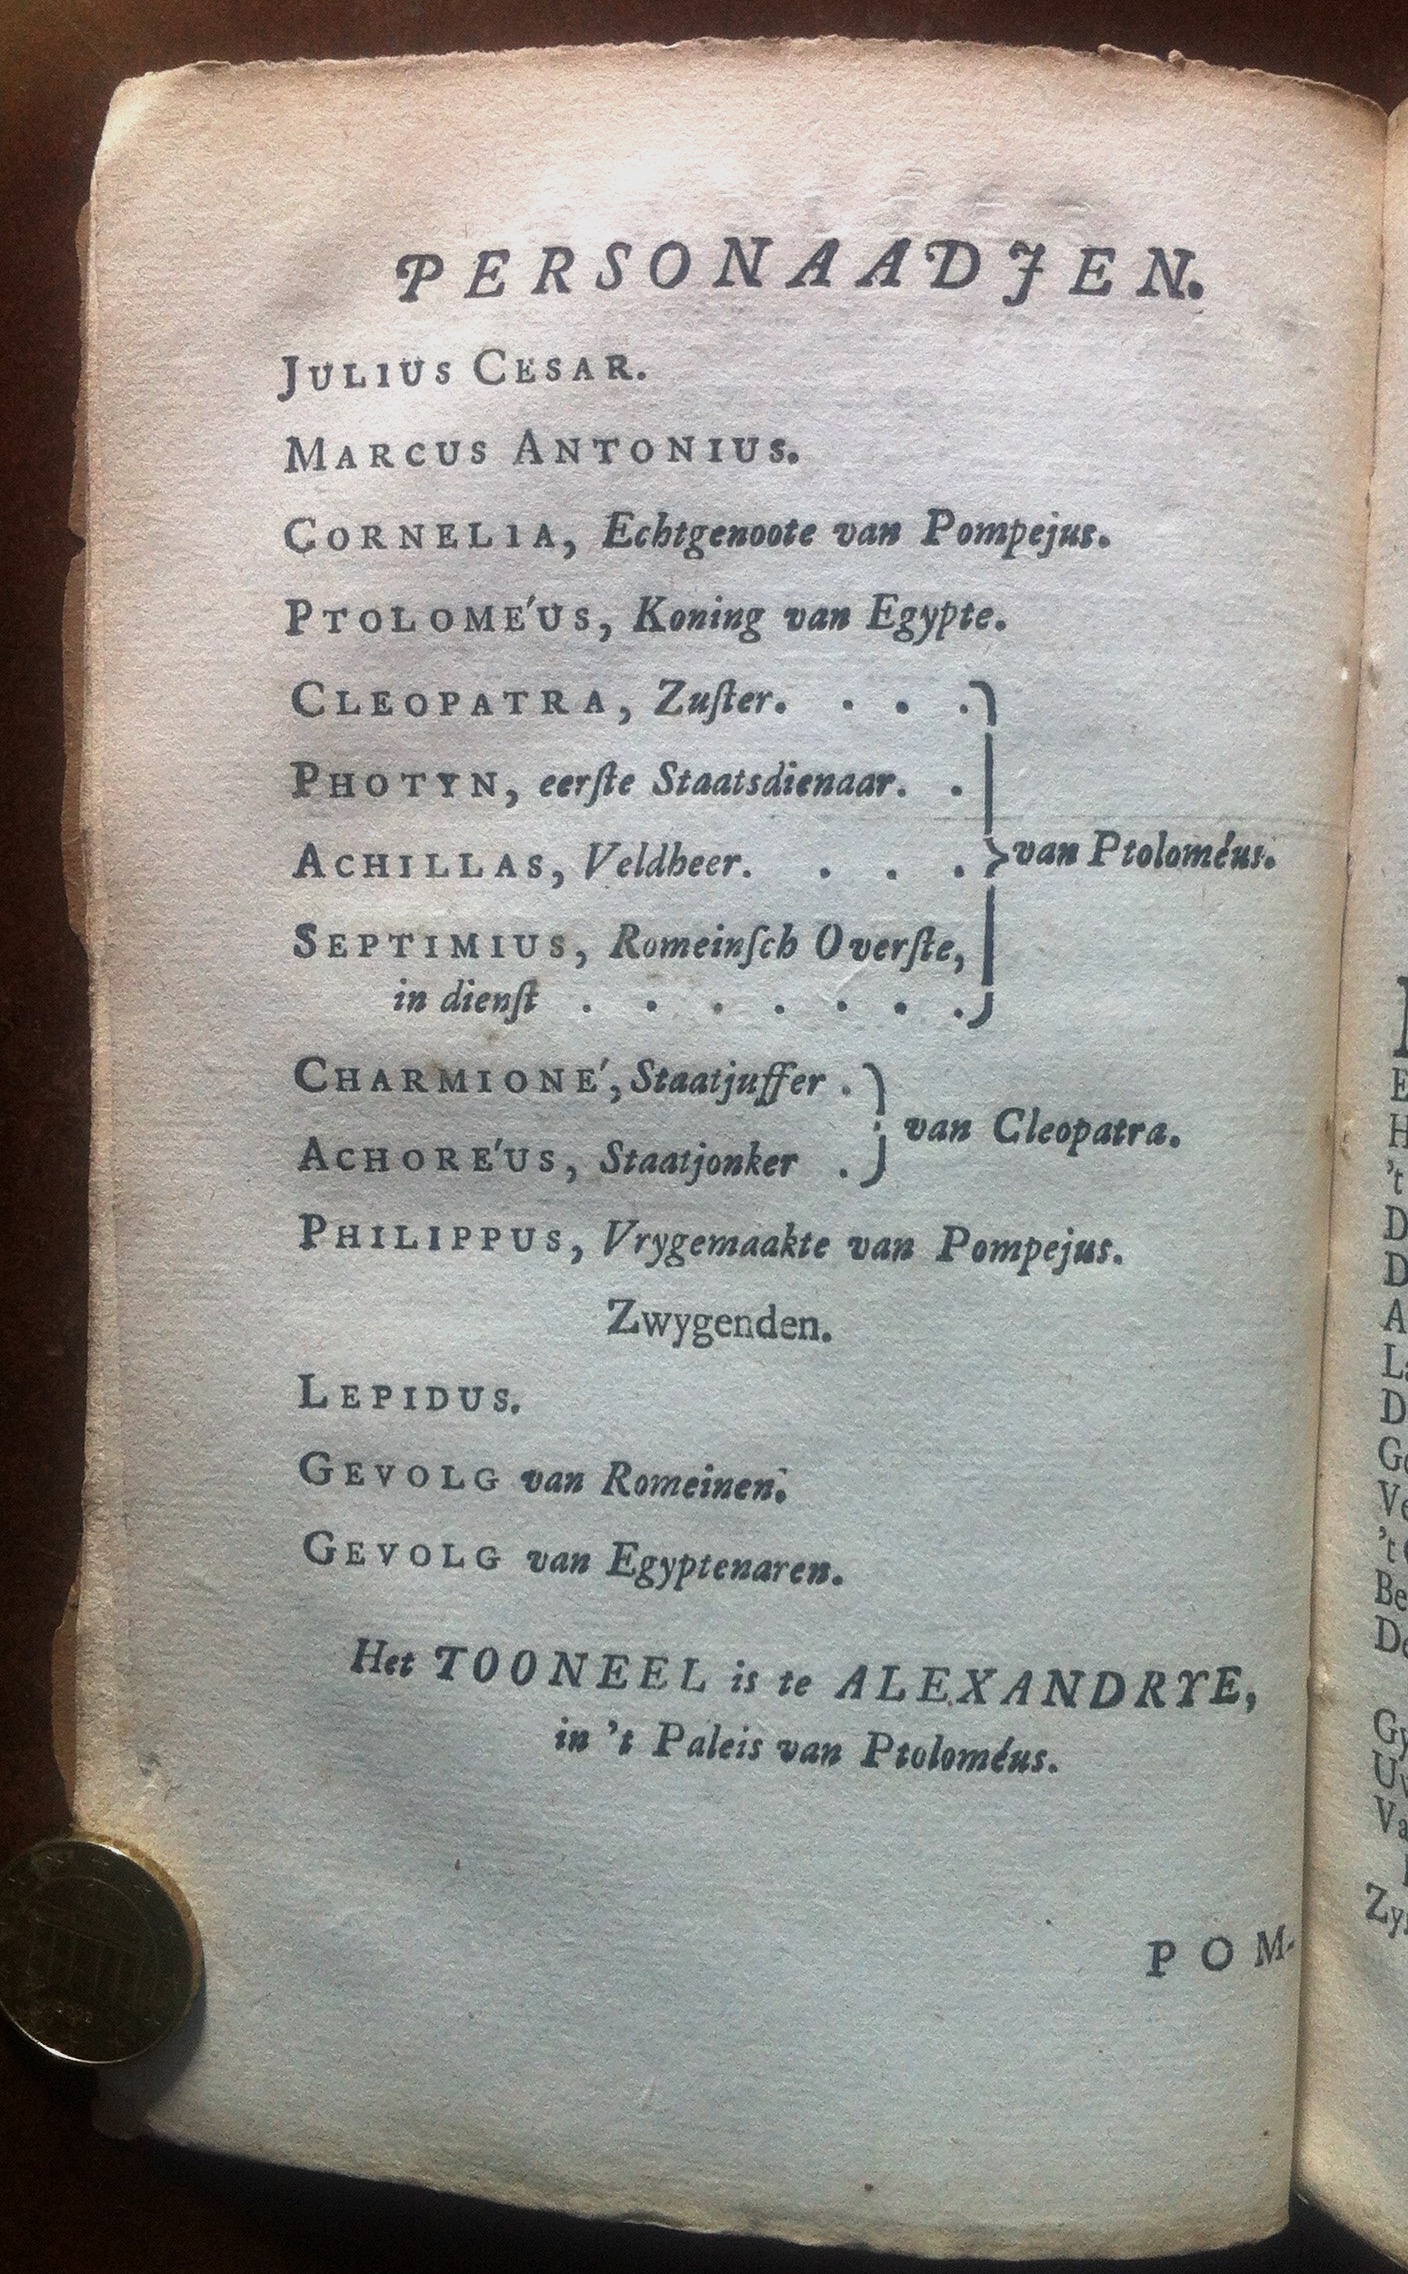 PERSONAADJEN.
JULIUS CESAR.
MARCUS ANTONIUS.
CORNELIA, Echtgenoote van Pompejus.
PTOLOME'US, Koning van Egypte.
CLEOPATRA, Zuſter. . . .
PHOTYN, eerſte Staatsdienaar. .
ACHILLAS, Veldheer. . . . van Ptoloméus.
SEPTIMIUS, Romeinſch Overſte,
in dienſt . . . . . . .
CHARMIONE', Staatjuffer .
van Cleopatra.
ACHORE'US, Staatjonker .
PHILIPPUS, Vrygemaakte van Pompejus.
Zwygenden.
LEPIDUS.
GEVOLG van Romeinen.
GEVOLG van Egyptenaren.
Het TOONEEL is te ALEXANDRYE,
in 't Paleis van Ptoloméus.
POM-